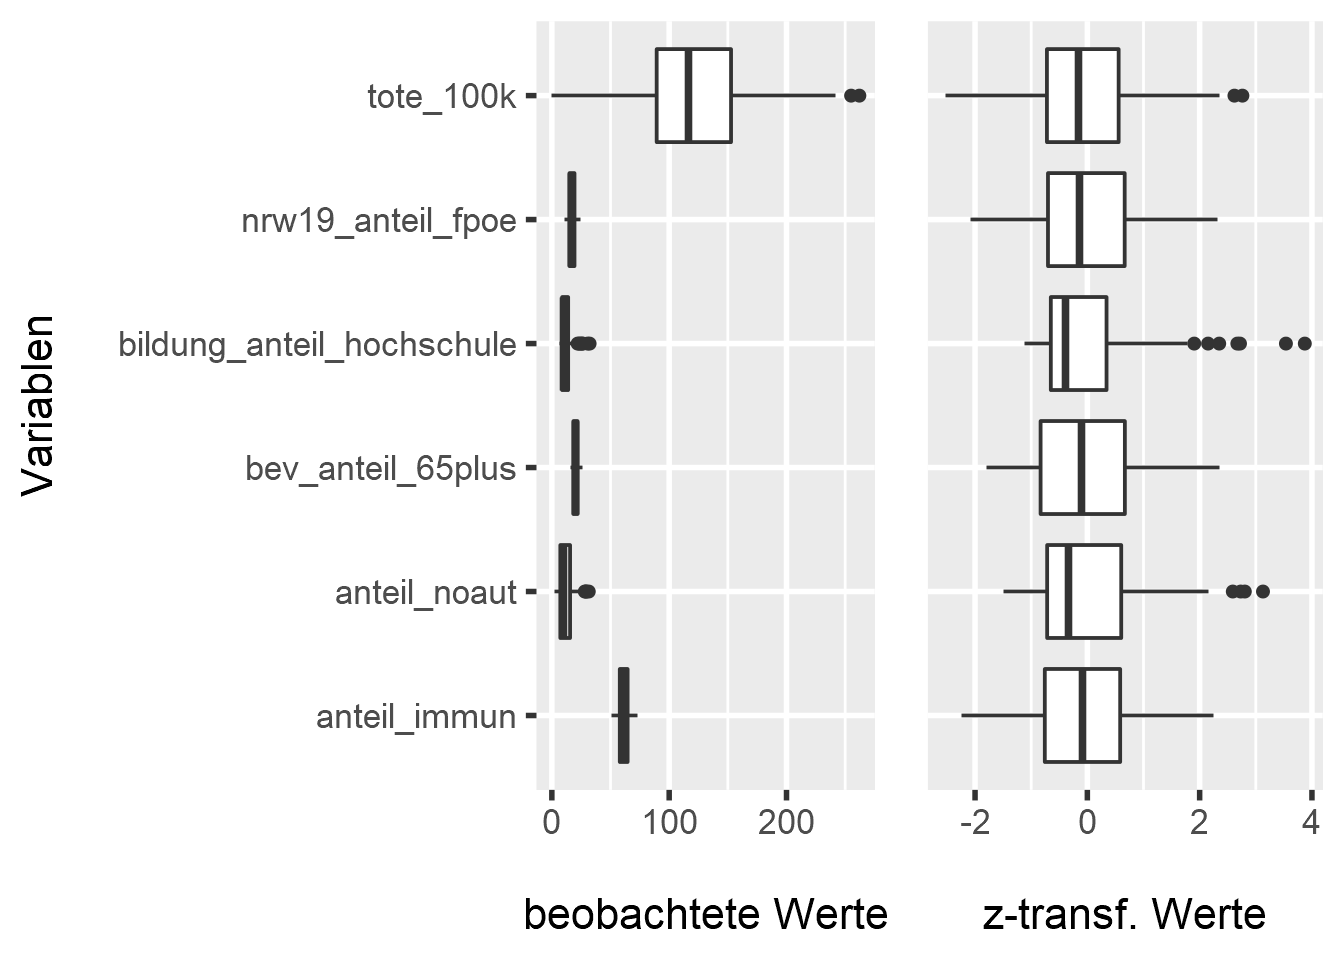 tote_100k
nrw19_anteil_fpoe
bildung_anteil_hochschule
bev_anteil_65plus
anteil_noaut
anteil_immun
Variablen
0 100 200
-2 0 2 4
beobachtete Werte
z-transf. Werte